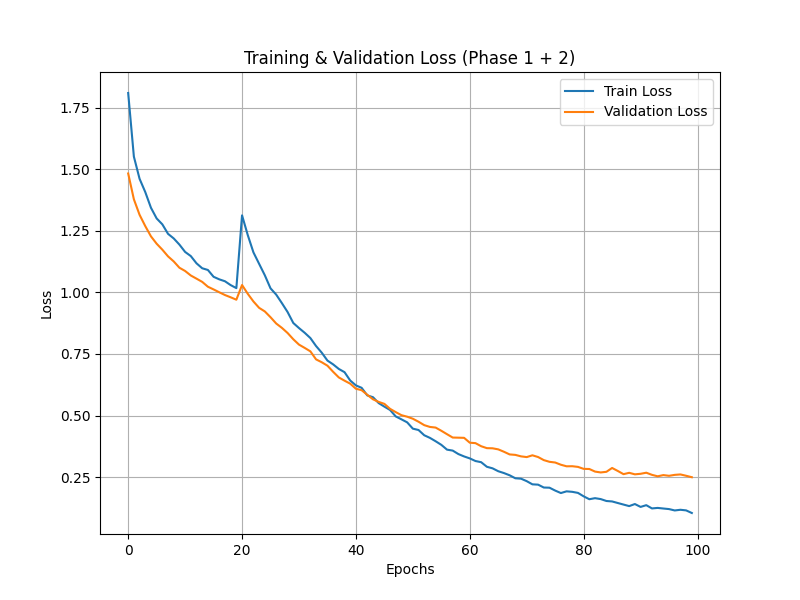 Training & Validation Loss (Phase 1 + 2)
Train Loss
Validation Loss
Loss
1.75
1.50
1.25
1.00
0.75
0.50
0.25
0 20 40 60 80 100
Epochs